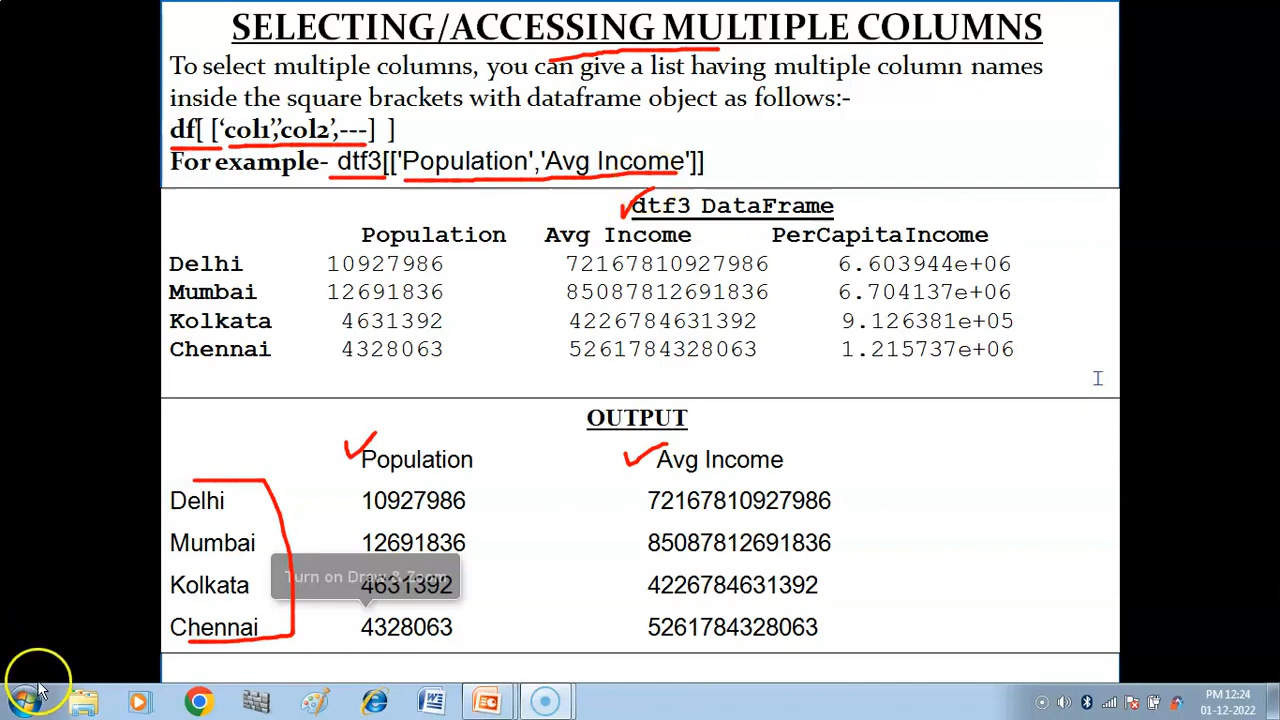 SELECTING/ACCESSING MULTIPLE COLUMNS
To select multiple columns, you can give a list having multiple column names
inside the square brackets with dataframe object as follows:-
df[ [‘col1’,’col2’,---] ]
For example- dtf3[['Population','Avg Income']]
dtf3 DataFrame
Population Avg Income PerCapitaIncome
Delhi 10927986 72167810927986 6.603944e+06
Mumbai 12691836 85087812691836 6.704137e+06
Kolkata 4631392 4226784631392 9.126381e+05
Chennai 4328063 5261784328063 1.215737e+06
OUTPUT
Population Avg Income
Delhi 10927986 72167810927986
Mumbai 12691836 85087812691836
Turn on Draw & Zoom
Kolkata 4631392 4226784631392
Chennai 4328063 5261784328063
PM 12:24
01-12-2022